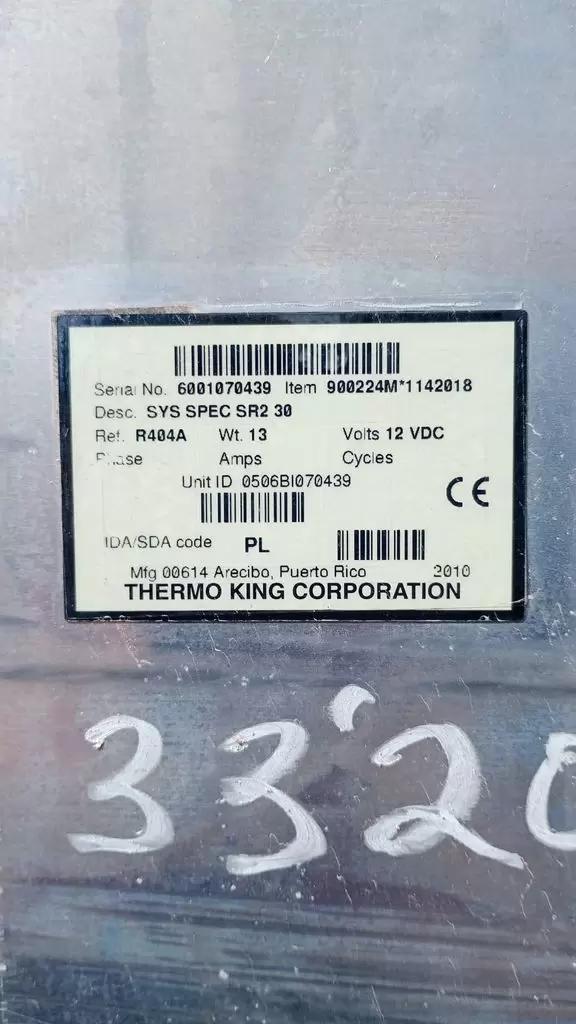 Serial No. 6001070439 Item 900224M*1142018
Desc. SYS SPEC SR2 30
Ref. R404A Wt. 13 Volts 12 VDC
Phase Amps Cycles
Unit ID 0506BI070439
CE
IDA/SDA code PL
Mfg 00614 Arecibo, Puerto Rico 2010
THERMO KING CORPORATION
33'20